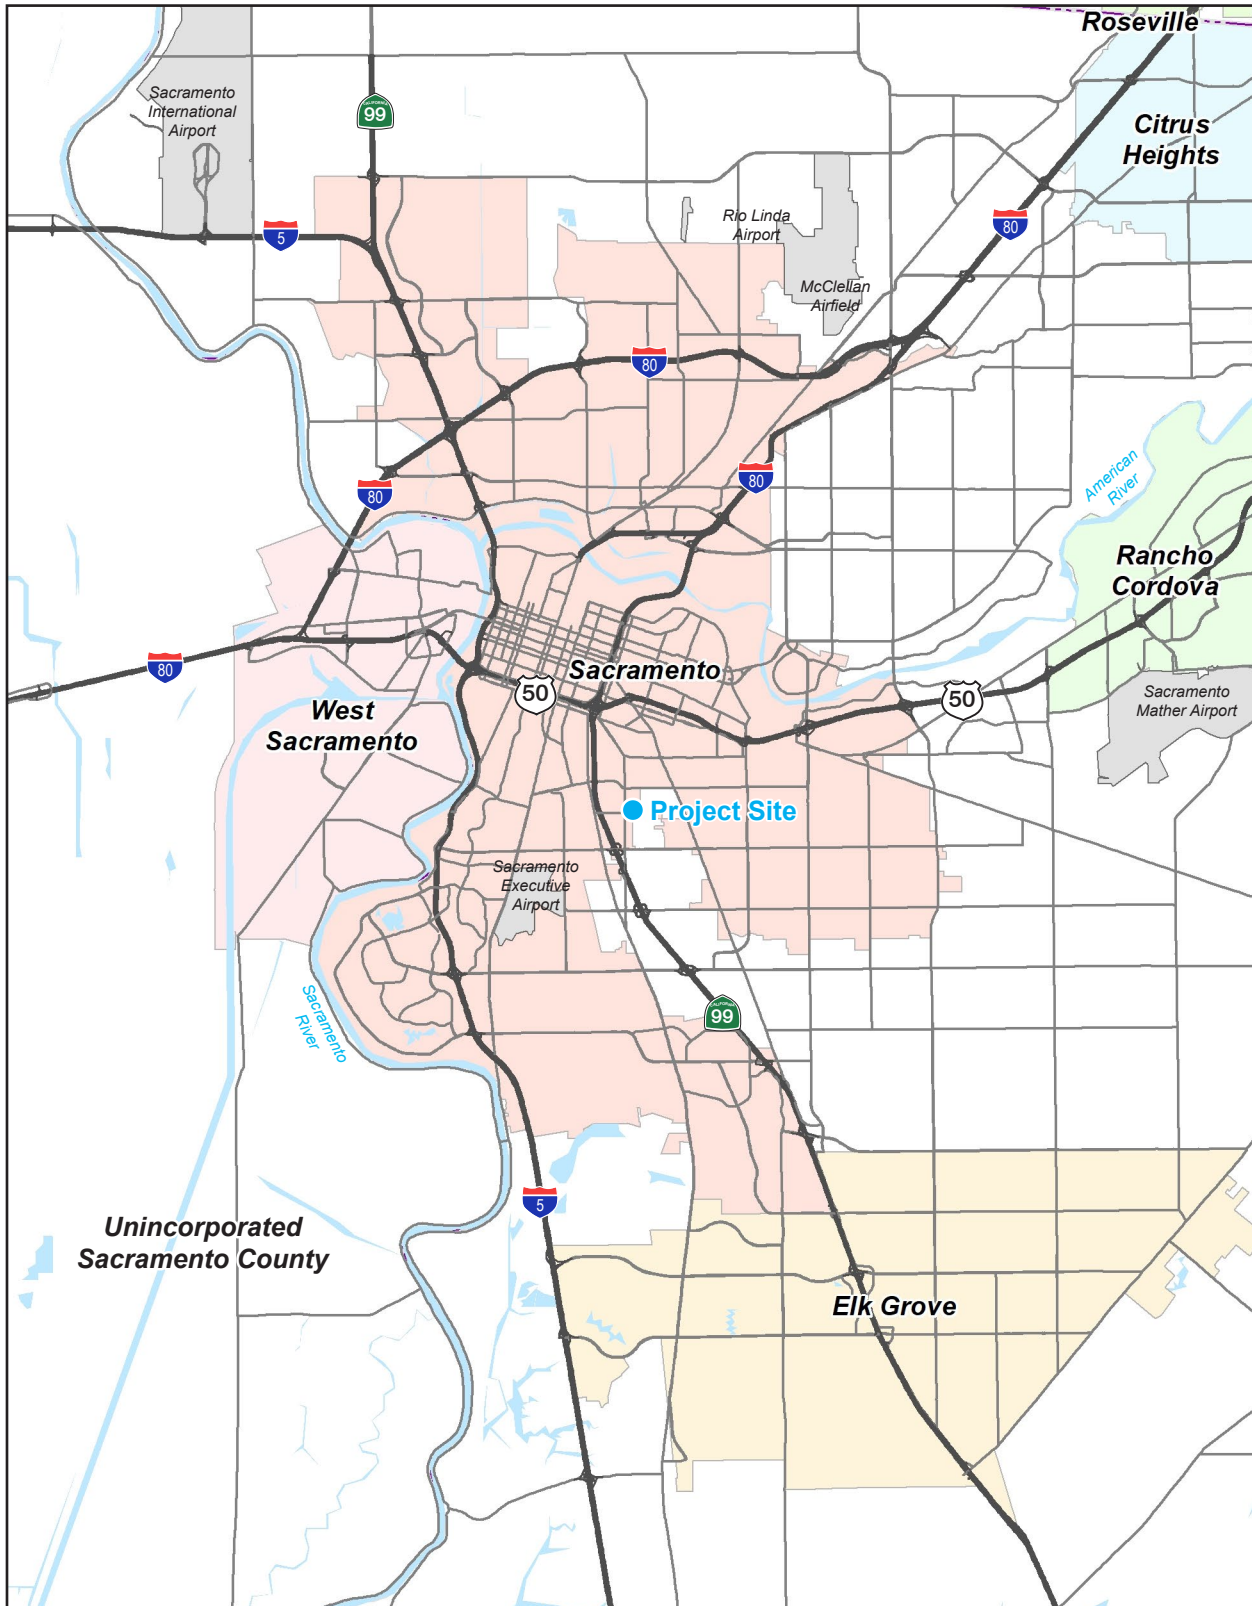 Roseville
Sacramento
International
Airport
CALIFORNIA
99
Citrus
Heights
Rio Linda
Airport
5
80
McClellan
Airfield
80
80
80
American
River
Rancho
Cordova
80
Sacramento
50
50
Sacramento
Mather Airport
West
Sacramento
Project Site
Sacramento
Executive
Airport
Sacramento
River
CALIFORNIA
99
5
Unincorporated
Sacramento County
Elk Grove